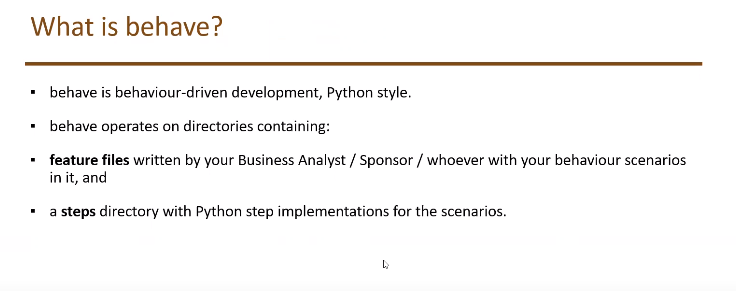 What is behave?
▪ behave is behaviour-driven development, Python style.
▪ behave operates on directories containing:
▪ feature files written by your Business Analyst / Sponsor / whoever with your behaviour scenarios
in it, and
▪ a steps directory with Python step implementations for the scenarios.